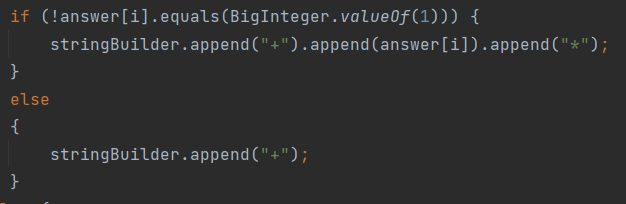 if (!answer[i].equals(BigInteger.valueOf(1))) {
    stringBuilder.append("+").append(answer[i]).append("*");
}
else
{
    stringBuilder.append("+");
}